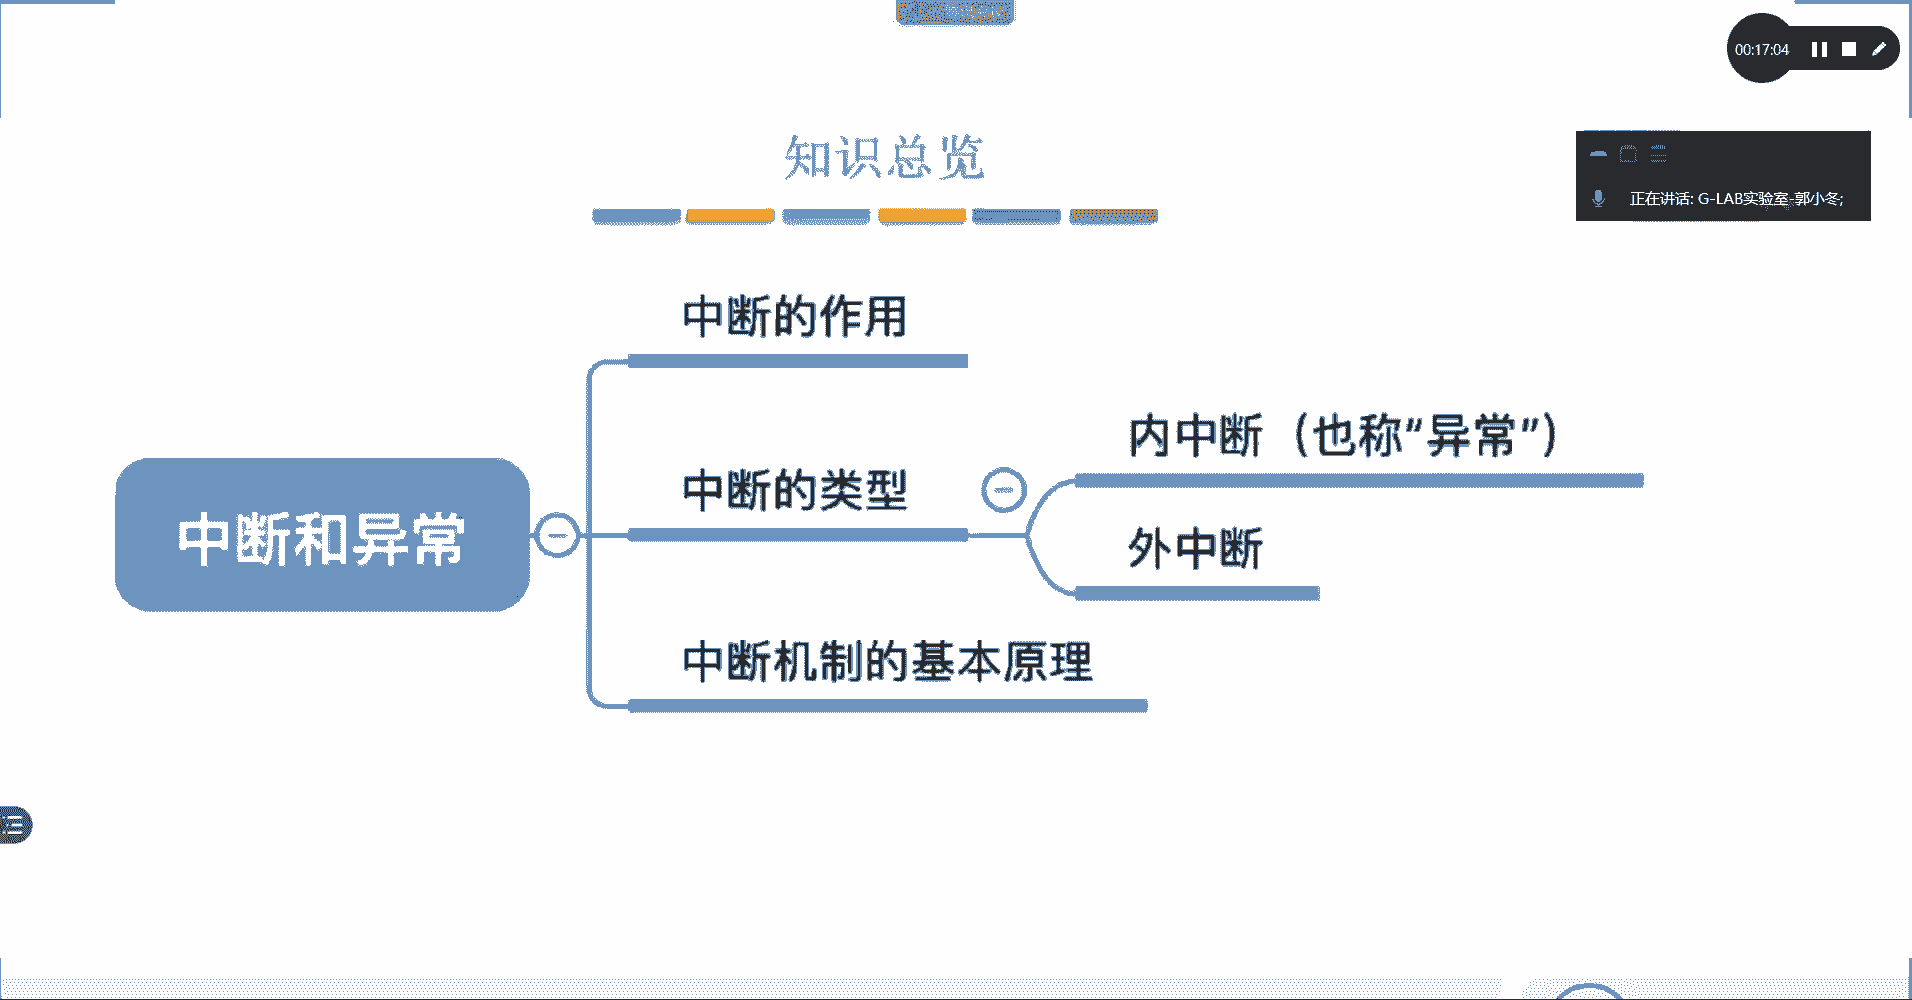 00:17:04
知识总览
正在讲话: G-LAB实验室-郭小冬;
中断的作用
内中断（也称“异常”）
中断的类型
中断和异常
外中断
中断机制的基本原理